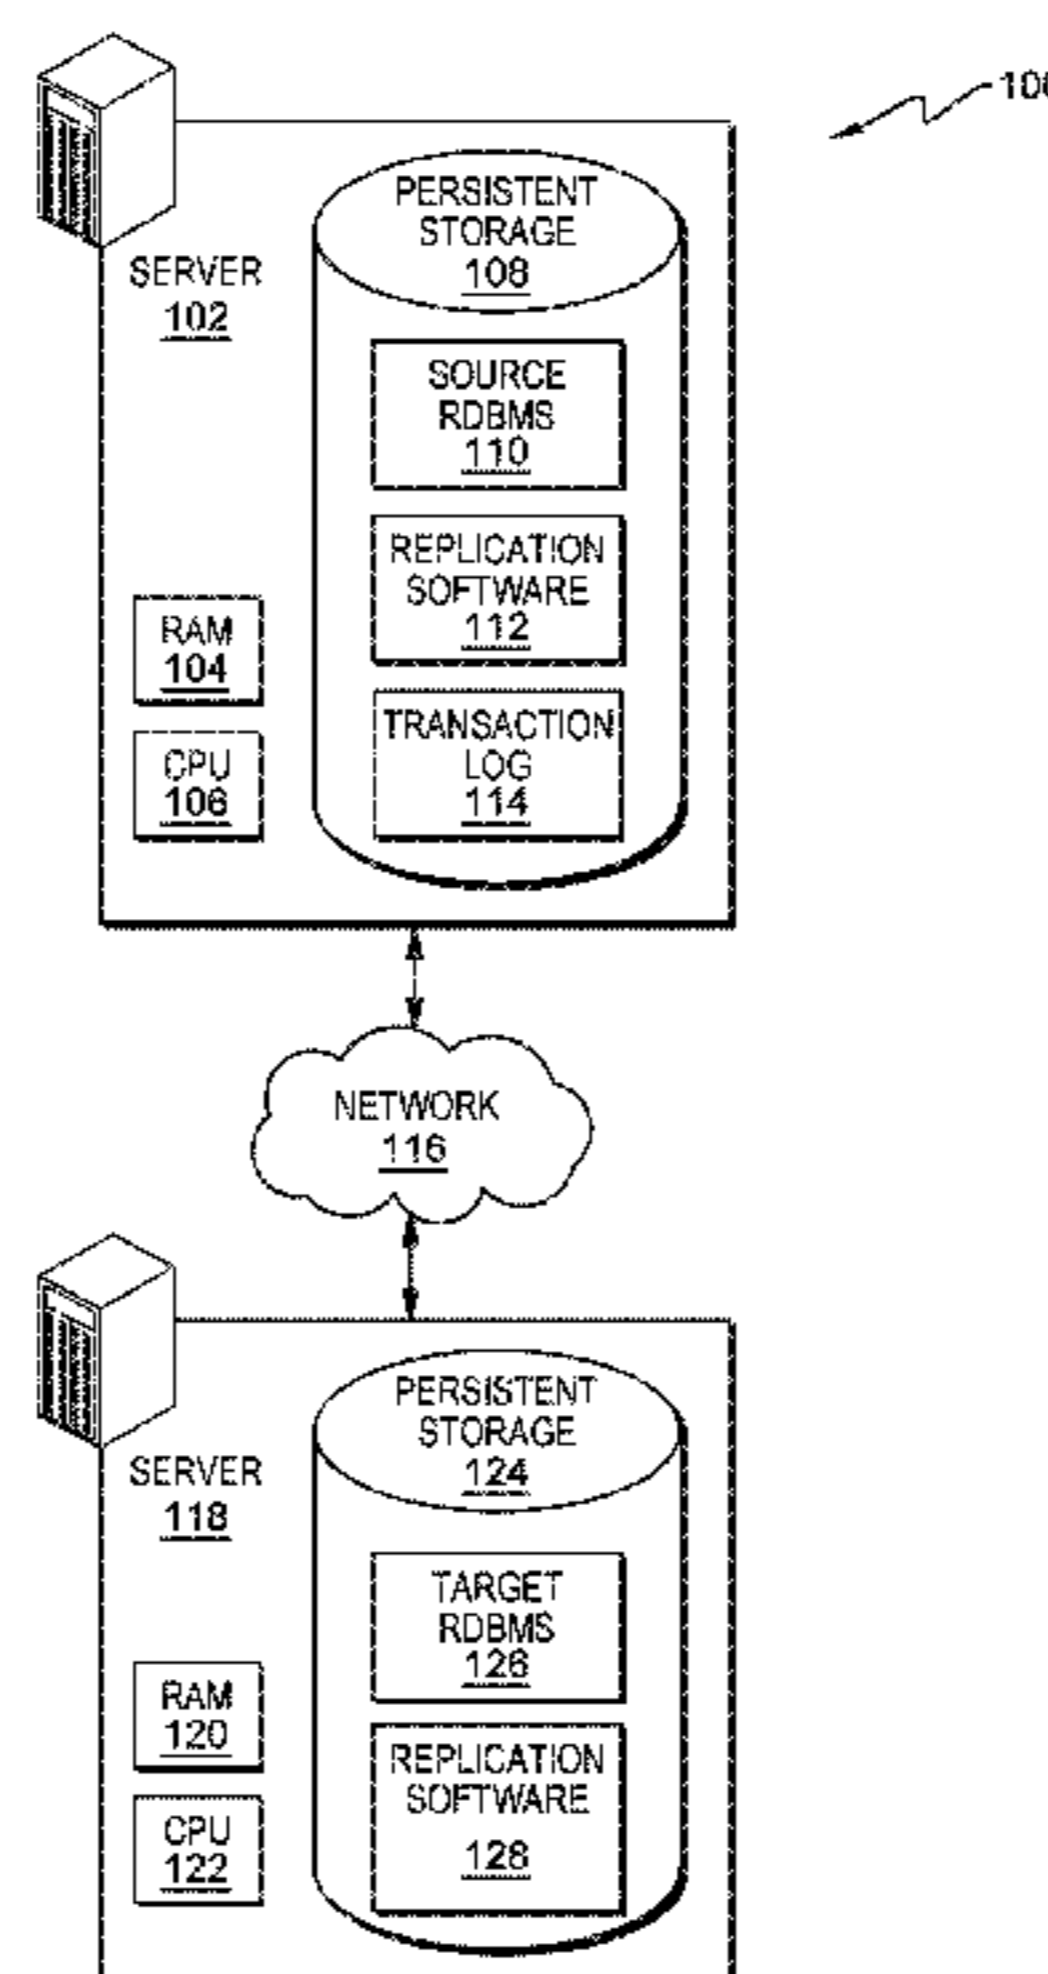 100
PERSISTENT
STORAGE
108
SERVER
102
SOURCE
RDBMS
110
REPLICATION
SOFTWARE
112
RAM
104
TRANSACTION
LOG
114
CPU
106
NETWORK
116
PERSISTENT
STORAGE
124
SERVER
118
TARGET
RDBMS
126
RAM
120
REPLICATION
SOFTWARE
128
CPU
122